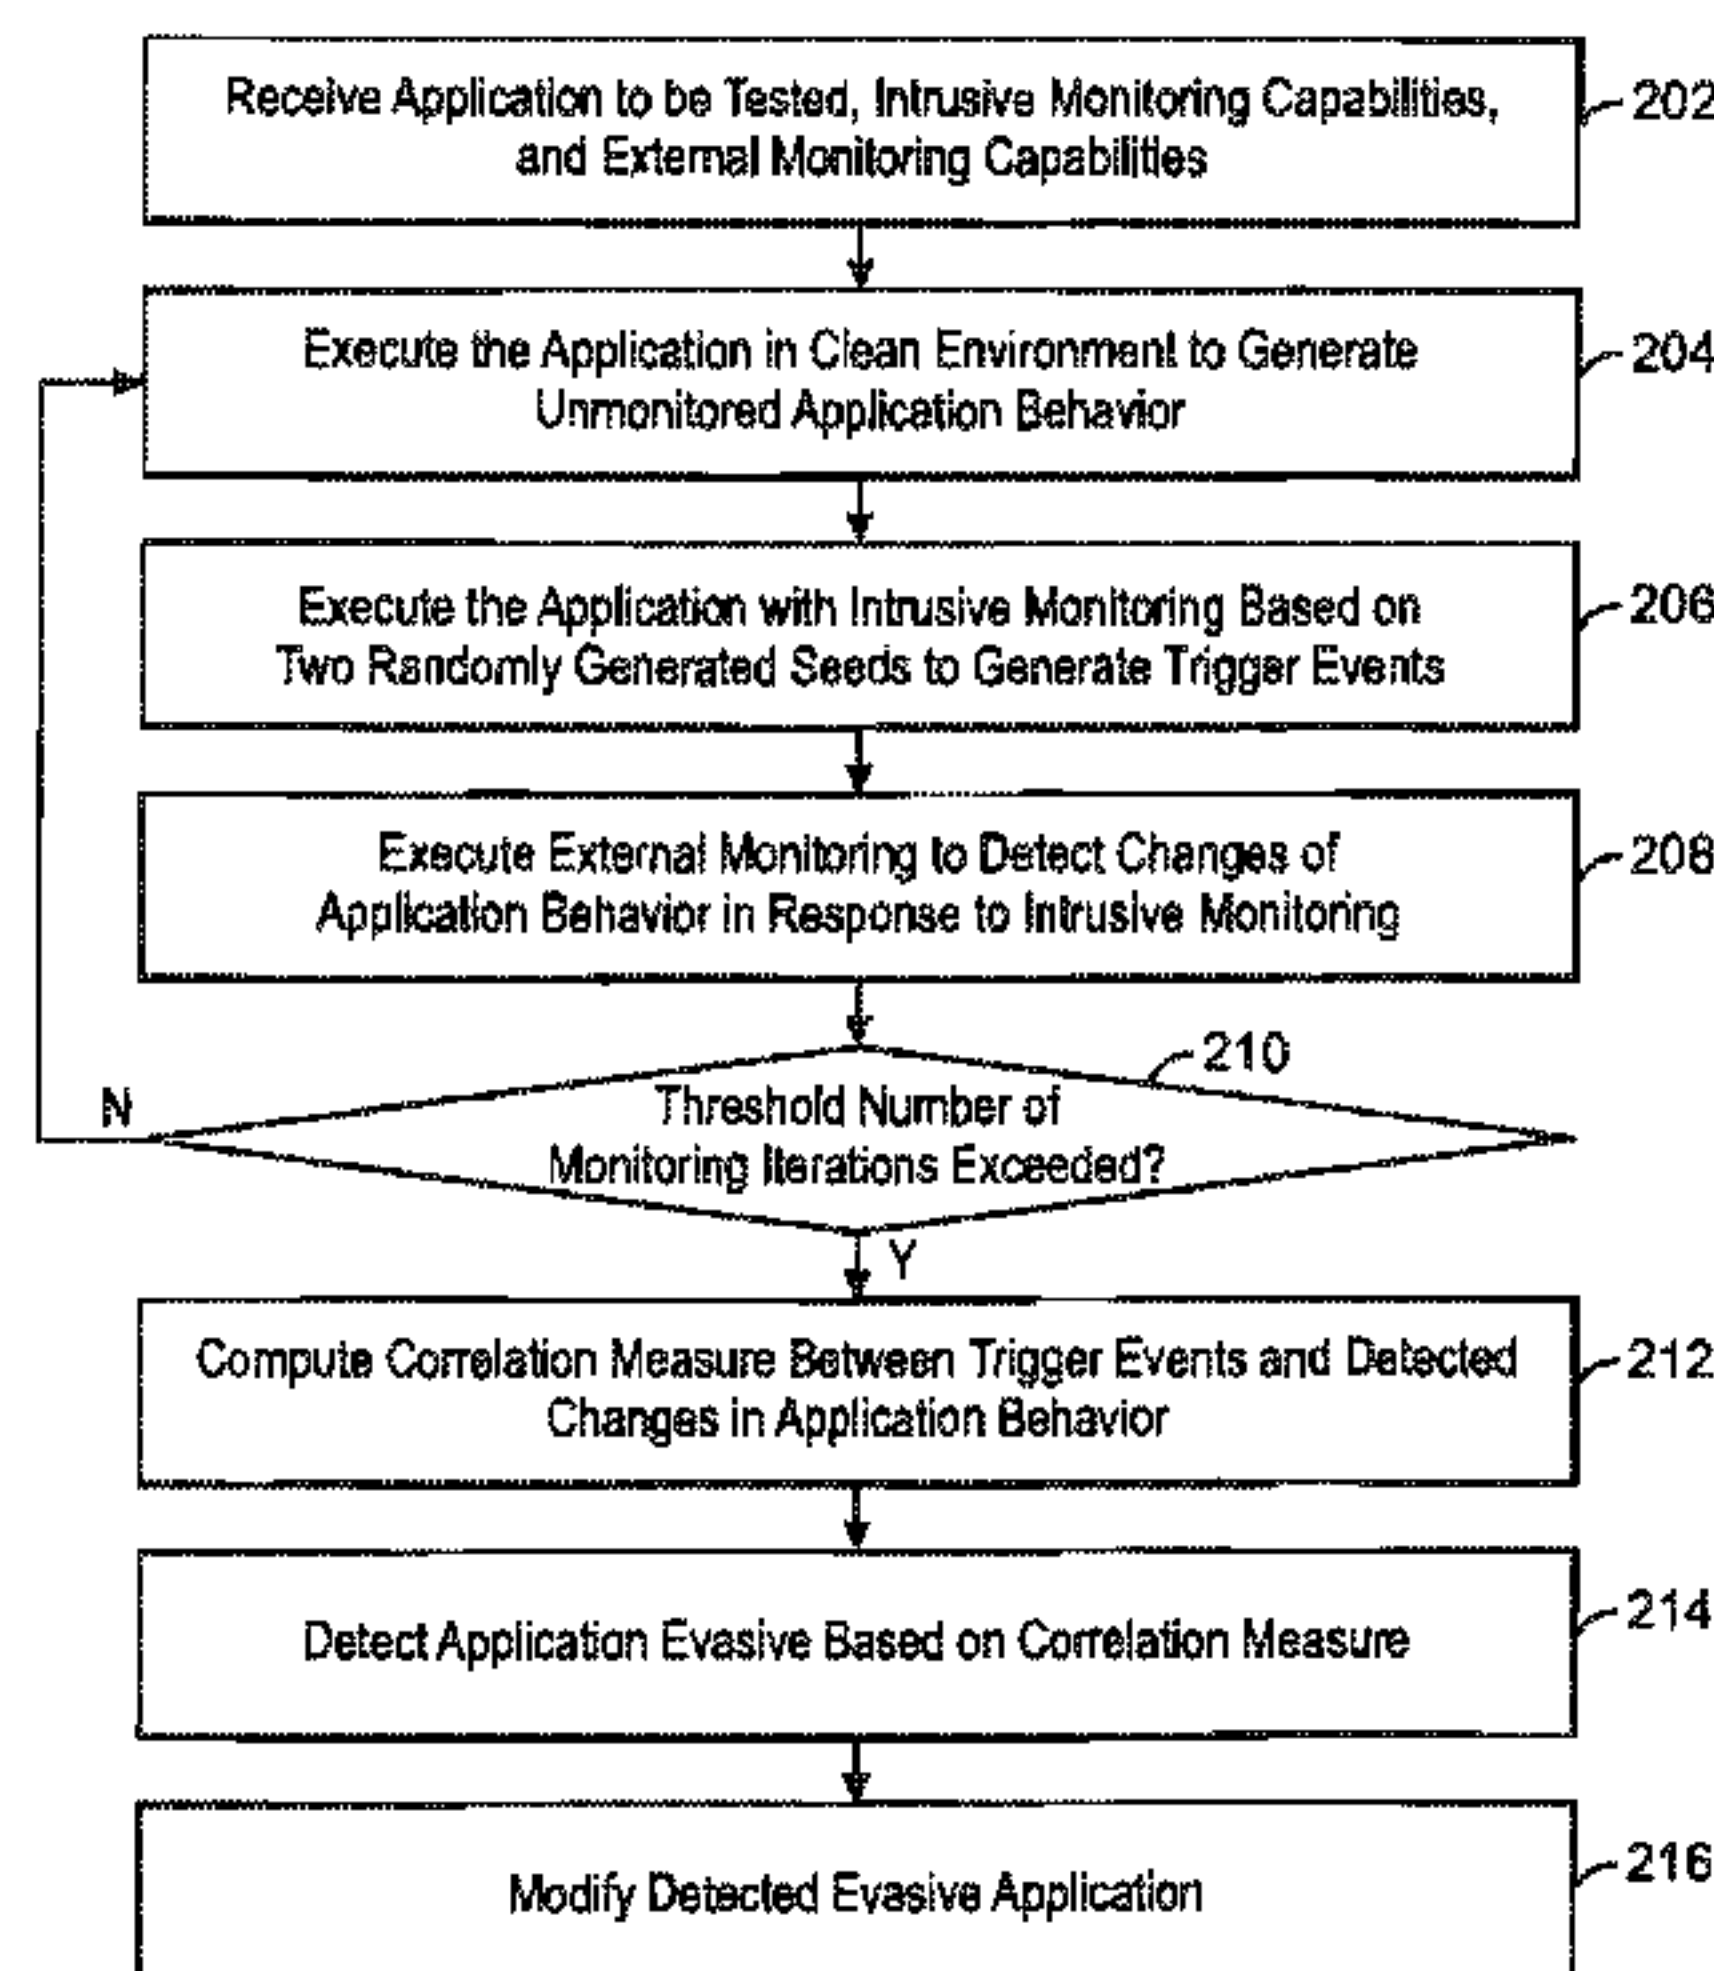 Receive Application to be Tested, Intrusive Monitoring Capabilities,
and External Monitoring Capabilities
202
Execute the Application in Clean Environment to Generate
Unmonitored Application Behavior
204
Execute the Application with Intrusive Monitoring Based on
Two Randomly Generated Seeds to Generate Trigger Events
206
Execute External Monitoring to Detect Changes of
Application Behavior in Response to Intrusive Monitoring
208
210
N
Threshold Number of
Monitoring Iterations Exceeded?
Y
Compute Correlation Measure Between Trigger Events and Detected
Changes in Application Behavior
212
Detect Application Evasive Based on Correlation Measure
214
Modify Detected Evasive Application
216